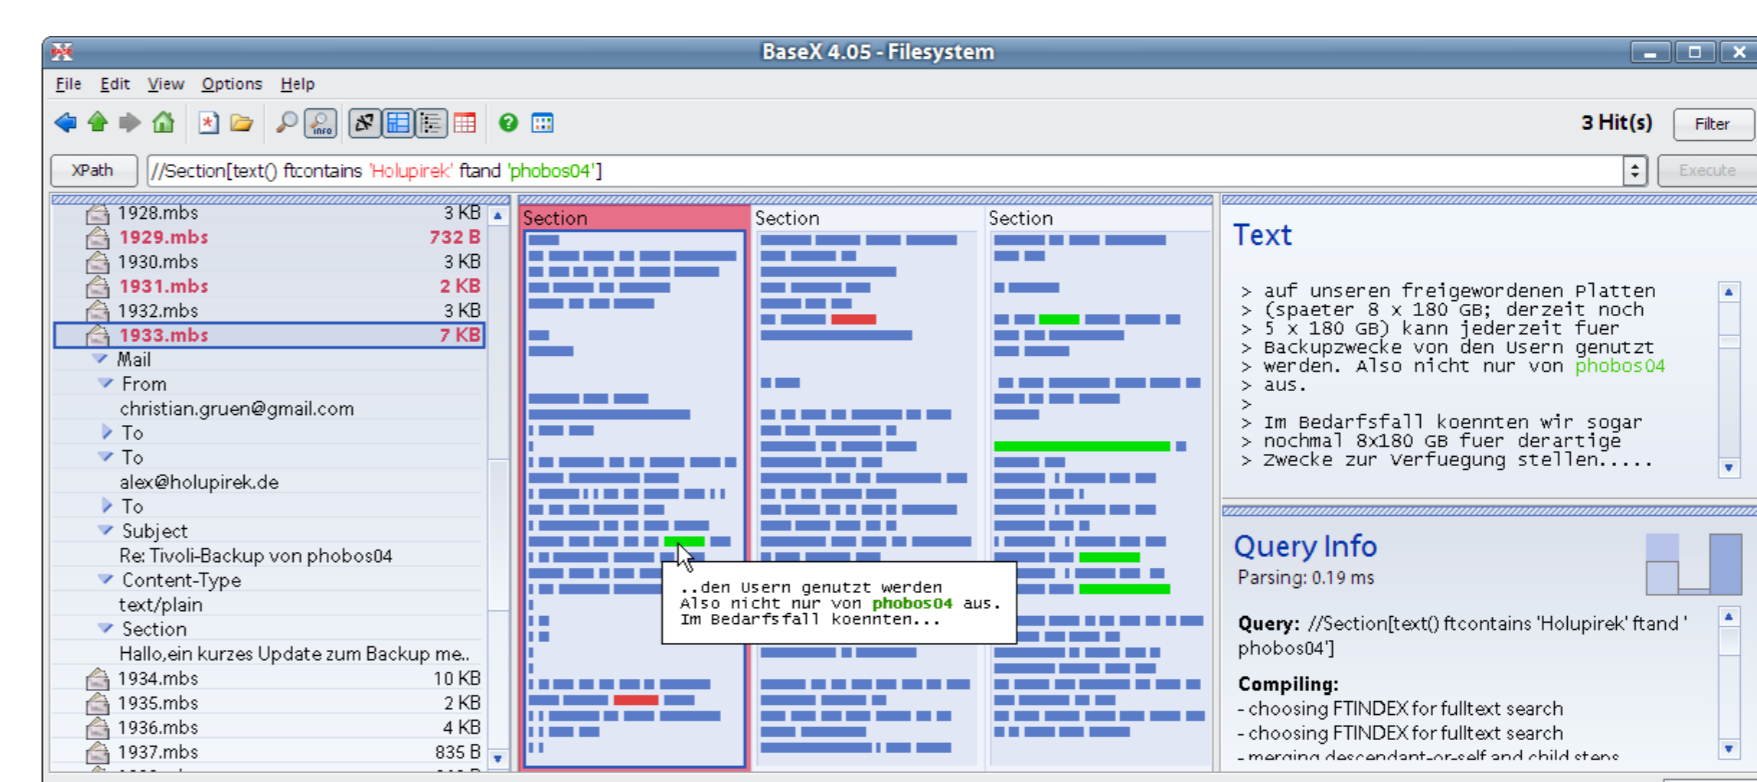 BaseX 4.05 - Filesystem
File Edit View Options Help
INFO
3 Hit(s) Filter
XPath //Section[text() ftcontains 'Holupirek' ftand 'phobos04'] Execute
1928.mbs 3 KB
1929.mbs 732 B
1930.mbs 3 KB
1931.mbs 2 KB
1932.mbs 3 KB
1933.mbs 7 KB
Mail
From
christian.gruen@gmail.com
To
To
alex@holupirek.de
To
Subject
Re: Tivoli-Backup von phobos04
Content-Type
text/plain
Section
Hallo,ein kurzes Update zum Backup me..
1934.mbs 10 KB
1935.mbs 2 KB
1936.mbs 4 KB
1937.mbs 835 B
Section Section Section
..den Usern genutzt werden
Also nicht nur von phobos04 aus.
Im Bedarfsfall koennten...
Text
> auf unseren freigewordenen Platten
> (spaeter 8 x 180 GB; derzeit noch
> 5 x 180 GB) kann jederzeit fuer
> Backupzwecke von den Usern genutzt
> werden. Also nicht nur von phobos04
> aus.
>
> Im Bedarfsfall koennten wir sogar
> nochmal 8x180 GB fuer derartige
> Zwecke zur Verfuegung stellen.....
Query Info
Parsing: 0.19 ms
Query: //Section[text() ftcontains 'Holupirek' ftand '
phobos04']
Compiling:
- choosing FTINDEX for fulltext search
- choosing FTINDEX for fulltext search
- merging descendant-or-self and child steps